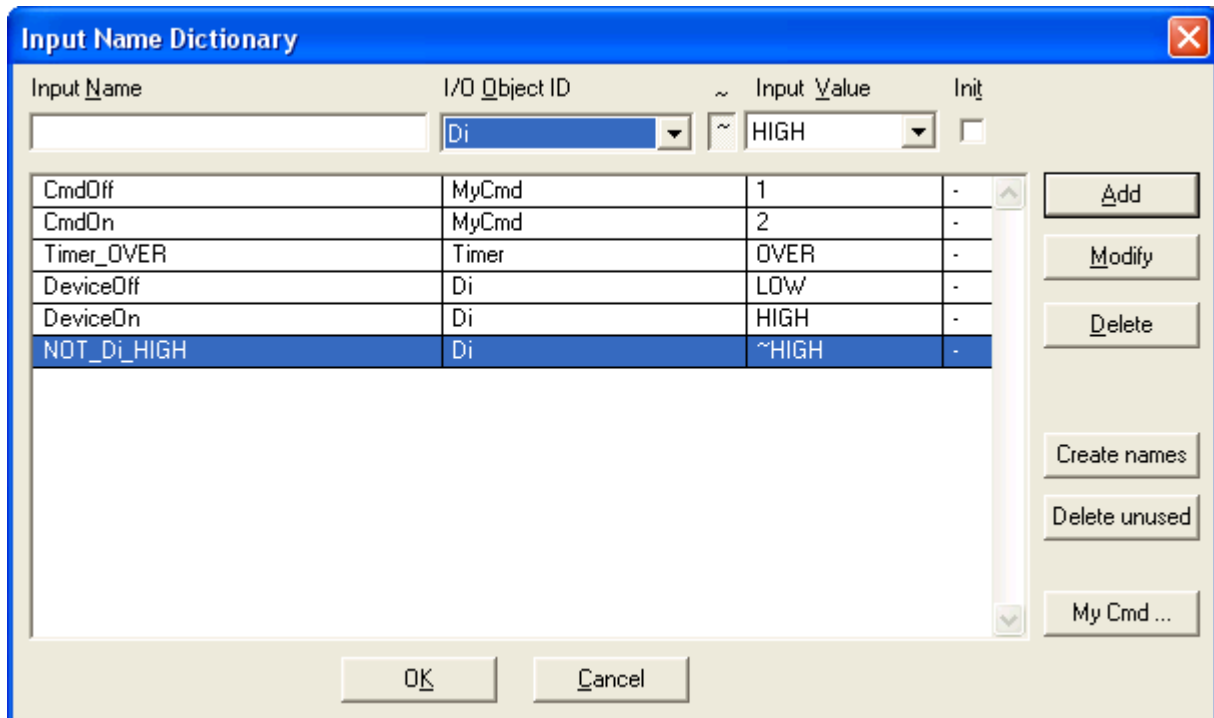 Input Name Dictionary
Input Name I/O Object ID ~ Input Value Init
Di ~ HIGH
CmdOff MyCmd 1 -
CmdOn MyCmd 2 -
Timer_OVER Timer OVER -
DeviceOff Di LOW -
DeviceOn Di HIGH -
NOT_Di_HIGH Di ~HIGH -
Add
Modify
Delete
Create names
Delete unused
My Cmd ...
OK Cancel